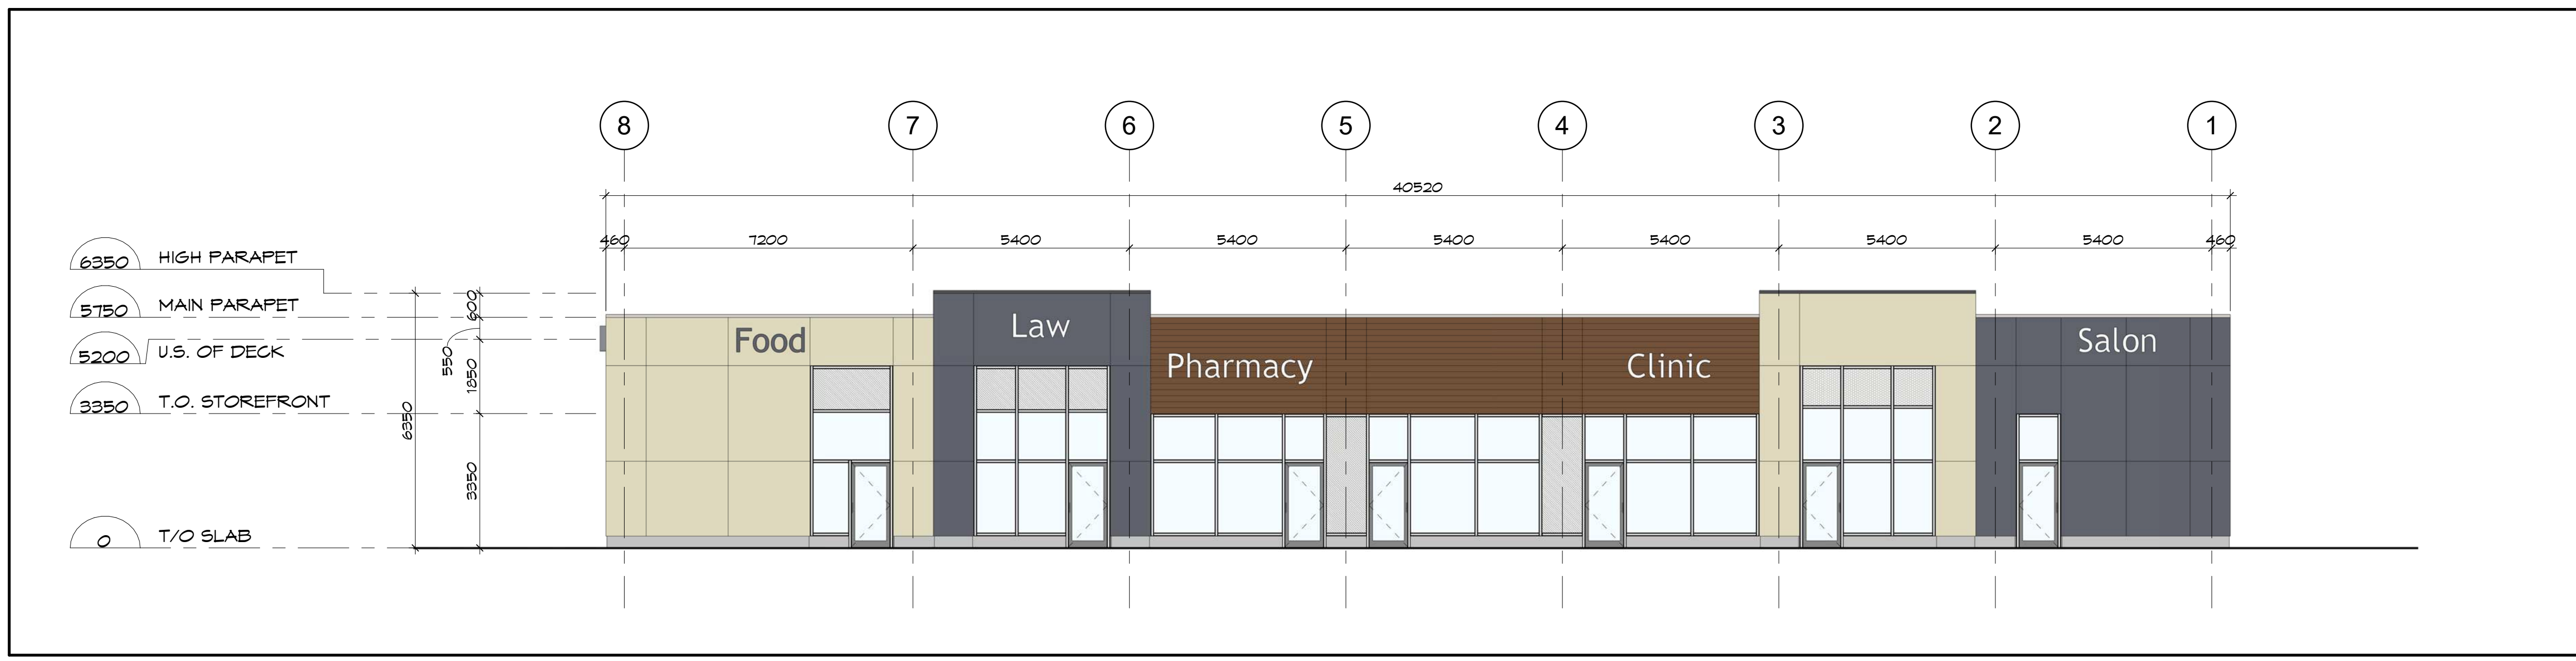 8 7 6 5 4 3 2 1
40520
460 7200 5400 5400 5400 5400 5400 5400 460
6350 HIGH PARAPET
5750 MAIN PARAPET
5200 U.S. OF DECK
3350 T.O. STOREFRONT
0 T/O SLAB
6350
550
600
1850
3350
Food
Law
Pharmacy
Clinic
Salon